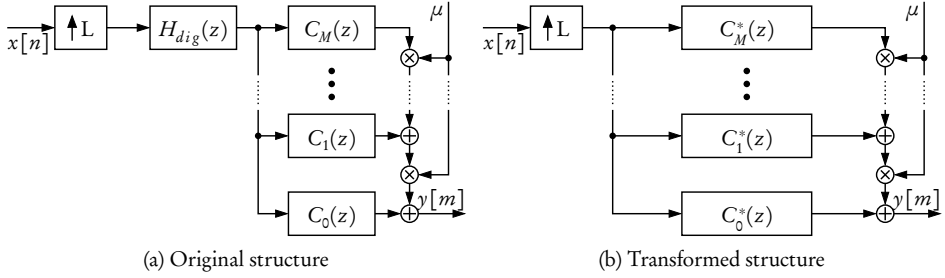 x[n] ↑L H_dig(z) C_M(z) μ
C_1(z)
C_0(z) y[m]
(a) Original structure
x[n] ↑L C*_M(z) μ
C*_1(z)
C*_0(z) y[m]
(b) Transformed structure